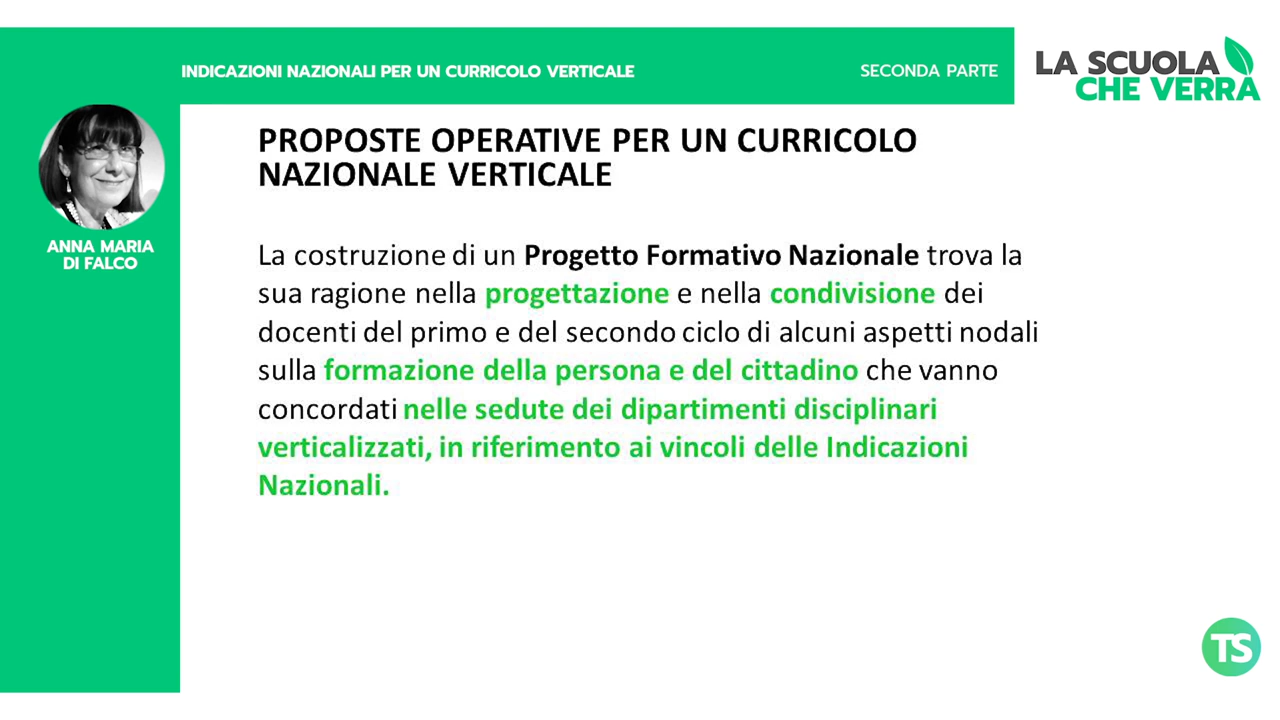 INDICAZIONI NAZIONALI PER UN CURRICOLO VERTICALE
SECONDA PARTE
LA SCUOLA
CHE VERRÀ
ANNA MARIA
DI FALCO
PROPOSTE OPERATIVE PER UN CURRICOLO
NAZIONALE VERTICALE
La costruzione di un Progetto Formativo Nazionale trova la
sua ragione nella progettazione e nella condivisione dei
docenti del primo e del secondo ciclo di alcuni aspetti nodali
sulla formazione della persona e del cittadino che vanno
concordati nelle sedute dei dipartimenti disciplinari
verticalizzati, in riferimento ai vincoli delle Indicazioni
Nazionali.
TS